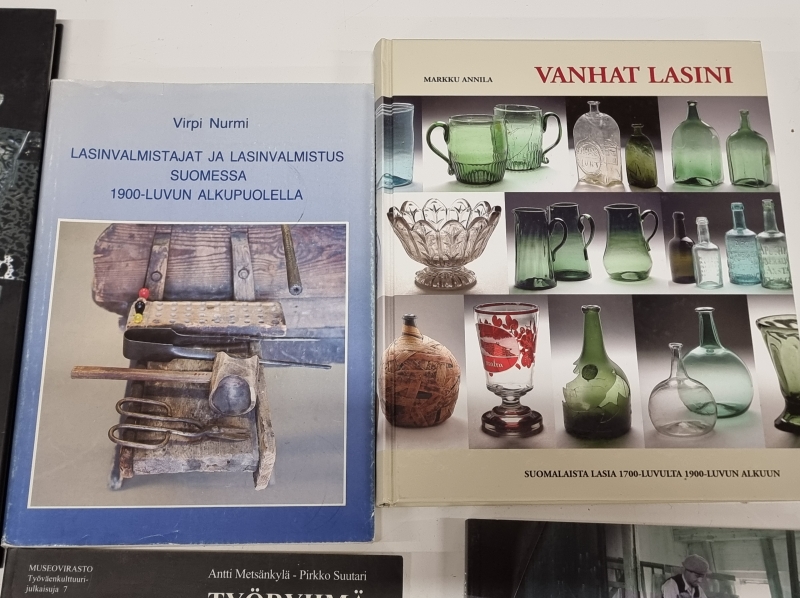 Virpi Nurmi
LASINVALMISTAJAT JA LASINVALMISTUS
SUOMESSA
1900-LUVUN ALKUPUOLELLA
MARKKU ANNILA
VANHAT LASINI
SUOMALAISTA LASIA 1700-LUVULTA 1900-LUVUN ALKUUN
MUSEOVIRASTO
Työväenkulttuuri-
julkaisuja 7
Antti Metsänkylä - Pirkko Suutari
TYÖRYHMÄ